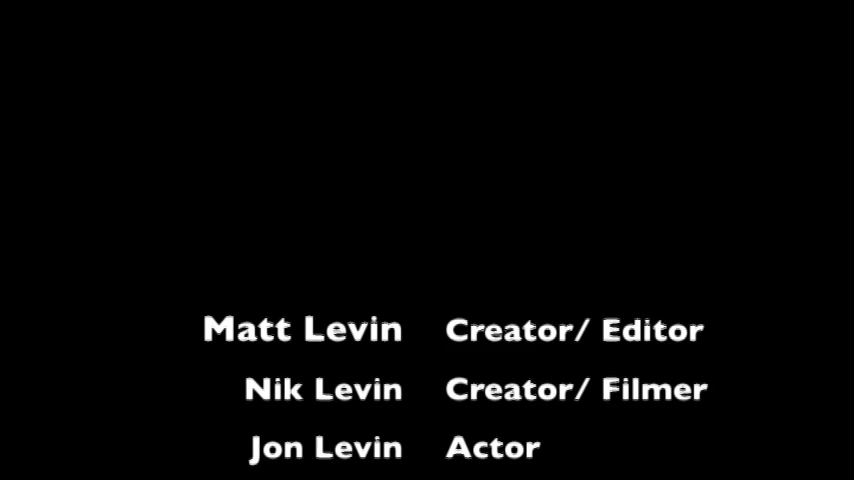 Matt Levin Creator/ Editor
Nik Levin Creator/ Filmer
Jon Levin Actor